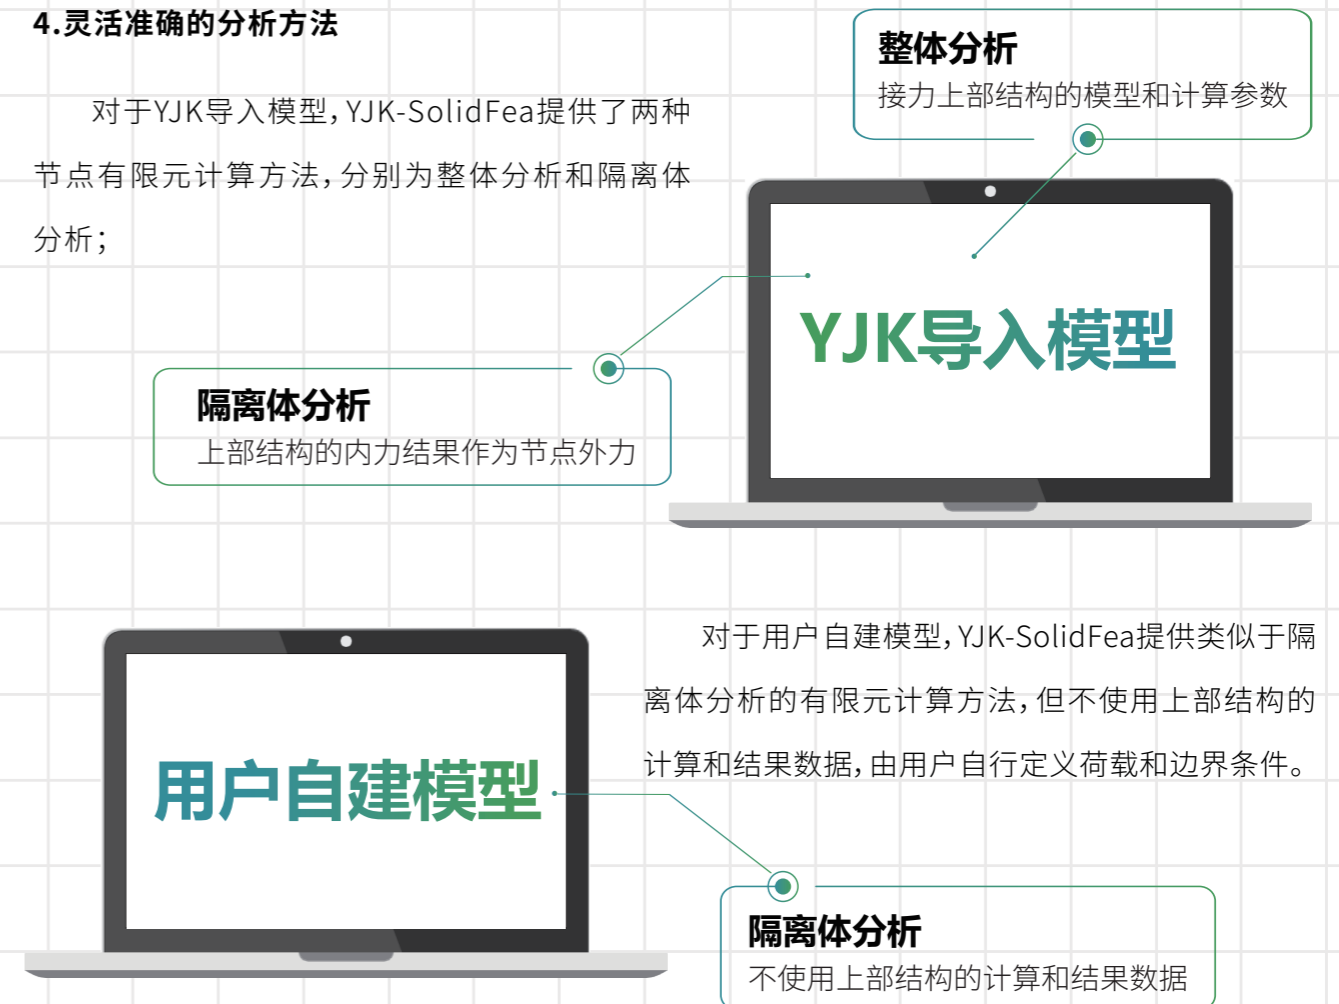 4.灵活准确的分析方法
对于YJK导入模型，YJK-SolidFea提供了两种
节点有限元计算方法，分别为整体分析和隔离体
分析；
整体分析
接力上部结构的模型和计算参数
YJK导入模型
隔离体分析
上部结构的内力结果作为节点外力
对于用户自建模型，YJK-SolidFea提供类似于隔
离体分析的有限元计算方法，但不使用上部结构的
计算和结果数据，由用户自行定义荷载和边界条件。
用户自建模型
隔离体分析
不使用上部结构的计算和结果数据